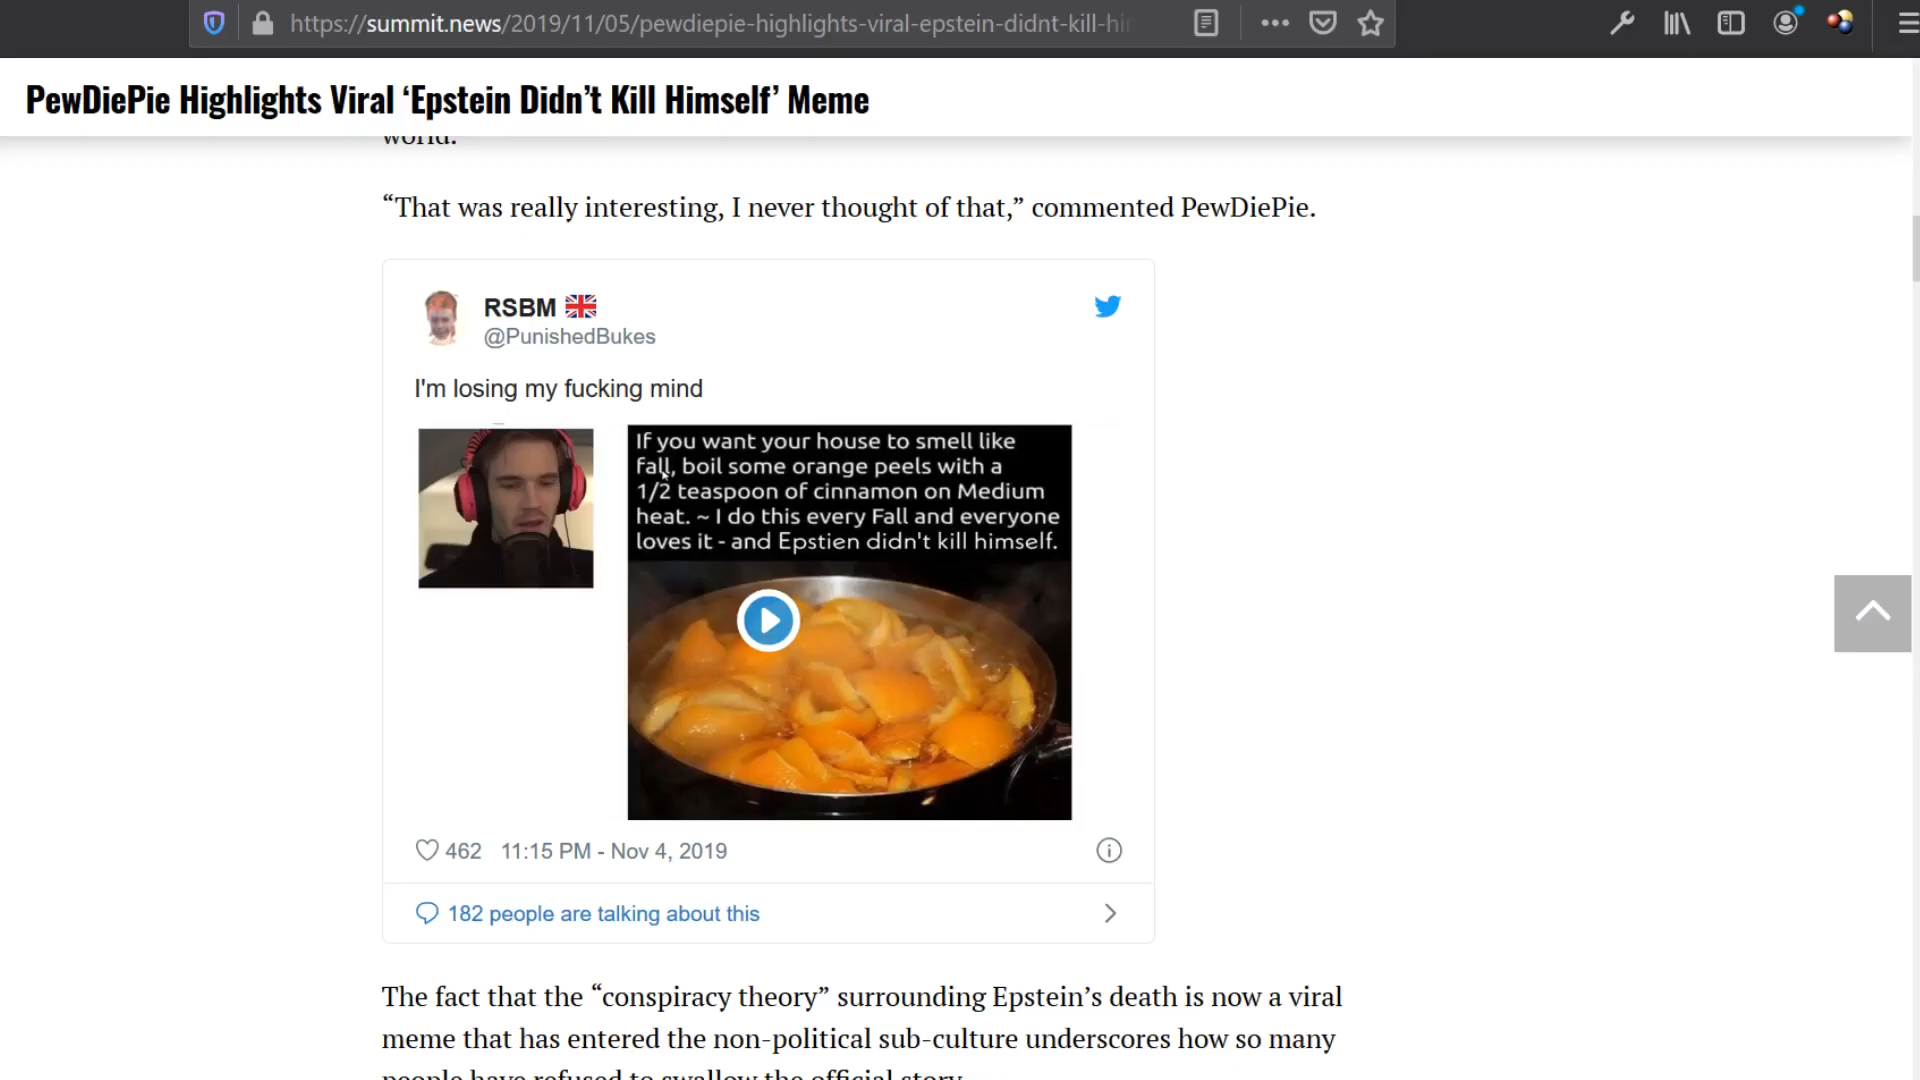 https://summit.news/2019/11/05/pewdiepie-highlights-viral-epstein-didnt-kill-hi
PewDiePie Highlights Viral ‘Epstein Didn’t Kill Himself’ Meme
world.
“That was really interesting, I never thought of that,” commented PewDiePie.
RSBM
@PunishedBukes
I'm losing my fucking mind
If you want your house to smell like
fall, boil some orange peels with a
1/2 teaspoon of cinnamon on Medium
heat. ~ I do this every Fall and everyone
loves it - and Epstien didn't kill himself.
462 11:15 PM - Nov 4, 2019
182 people are talking about this
The fact that the “conspiracy theory” surrounding Epstein’s death is now a viral
meme that has entered the non-political sub-culture underscores how so many
people have refused to swallow the official story